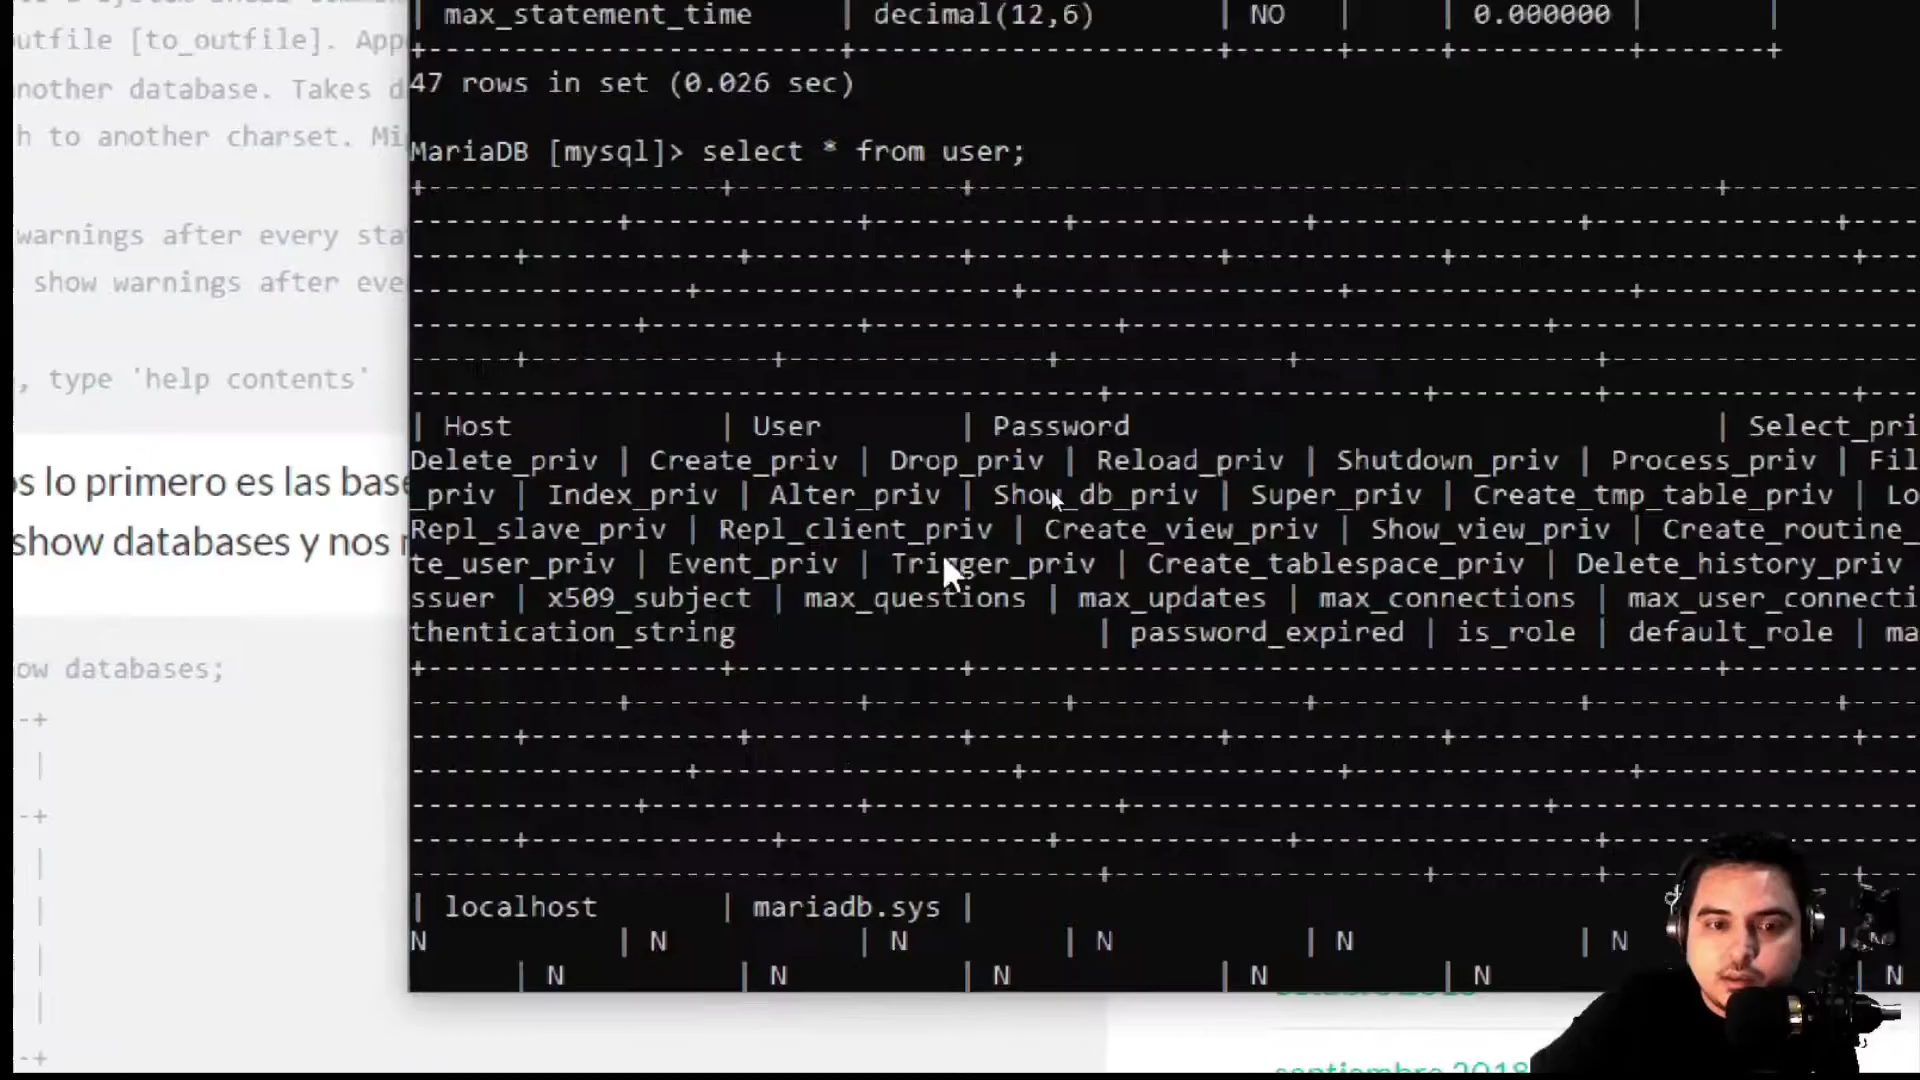 outfile [to_outfile]. App
another database. Takes d
h to another charset. Mi
warnings after every sta
show warnings after eve
, type 'help contents'
s lo primero es las base
show databases y nos
ow databases;
-+
|
-+
|
|
|
|
-+
| max_statement_time | decimal(12,6) | NO | | 0.000000 | |
+-------------------------+---------------------+------+-----+----------+-------+
47 rows in set (0.026 sec)
MariaDB [mysql]> select * from user;
| Host | User | Password | Select_pri
Delete_priv | Create_priv | Drop_priv | Reload_priv | Shutdown_priv | Process_priv | Fil
_priv | Index_priv | Alter_priv | Show_db_priv | Super_priv | Create_tmp_table_priv | Lo
Repl_slave_priv | Repl_client_priv | Create_view_priv | Show_view_priv | Create_routine_
te_user_priv | Event_priv | Trigger_priv | Create_tablespace_priv | Delete_history_priv
ssuer | x509_subject | max_questions | max_updates | max_connections | max_user_connecti
thentication_string | password_expired | is_role | default_role | ma
| localhost | mariadb.sys |
N | N | N | N | N | N | N
| N | N | N | N | N | N
septiembre 2018